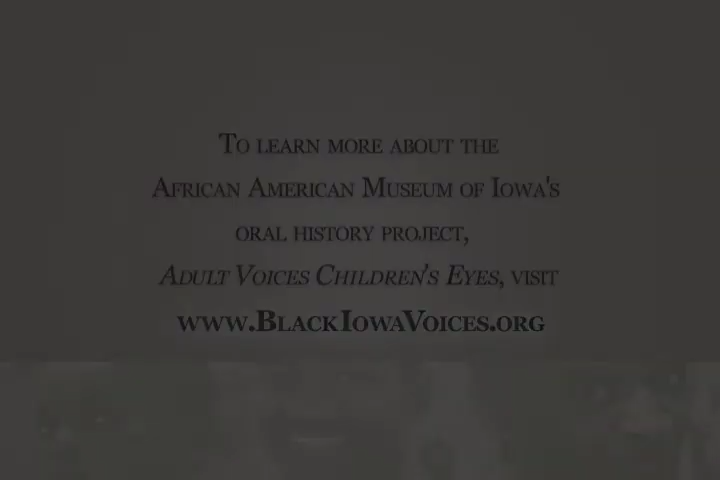 To learn more about the
African American Museum of Iowa's
oral history project,
Adult Voices Children's Eyes, visit
www.BlackIowaVoices.org